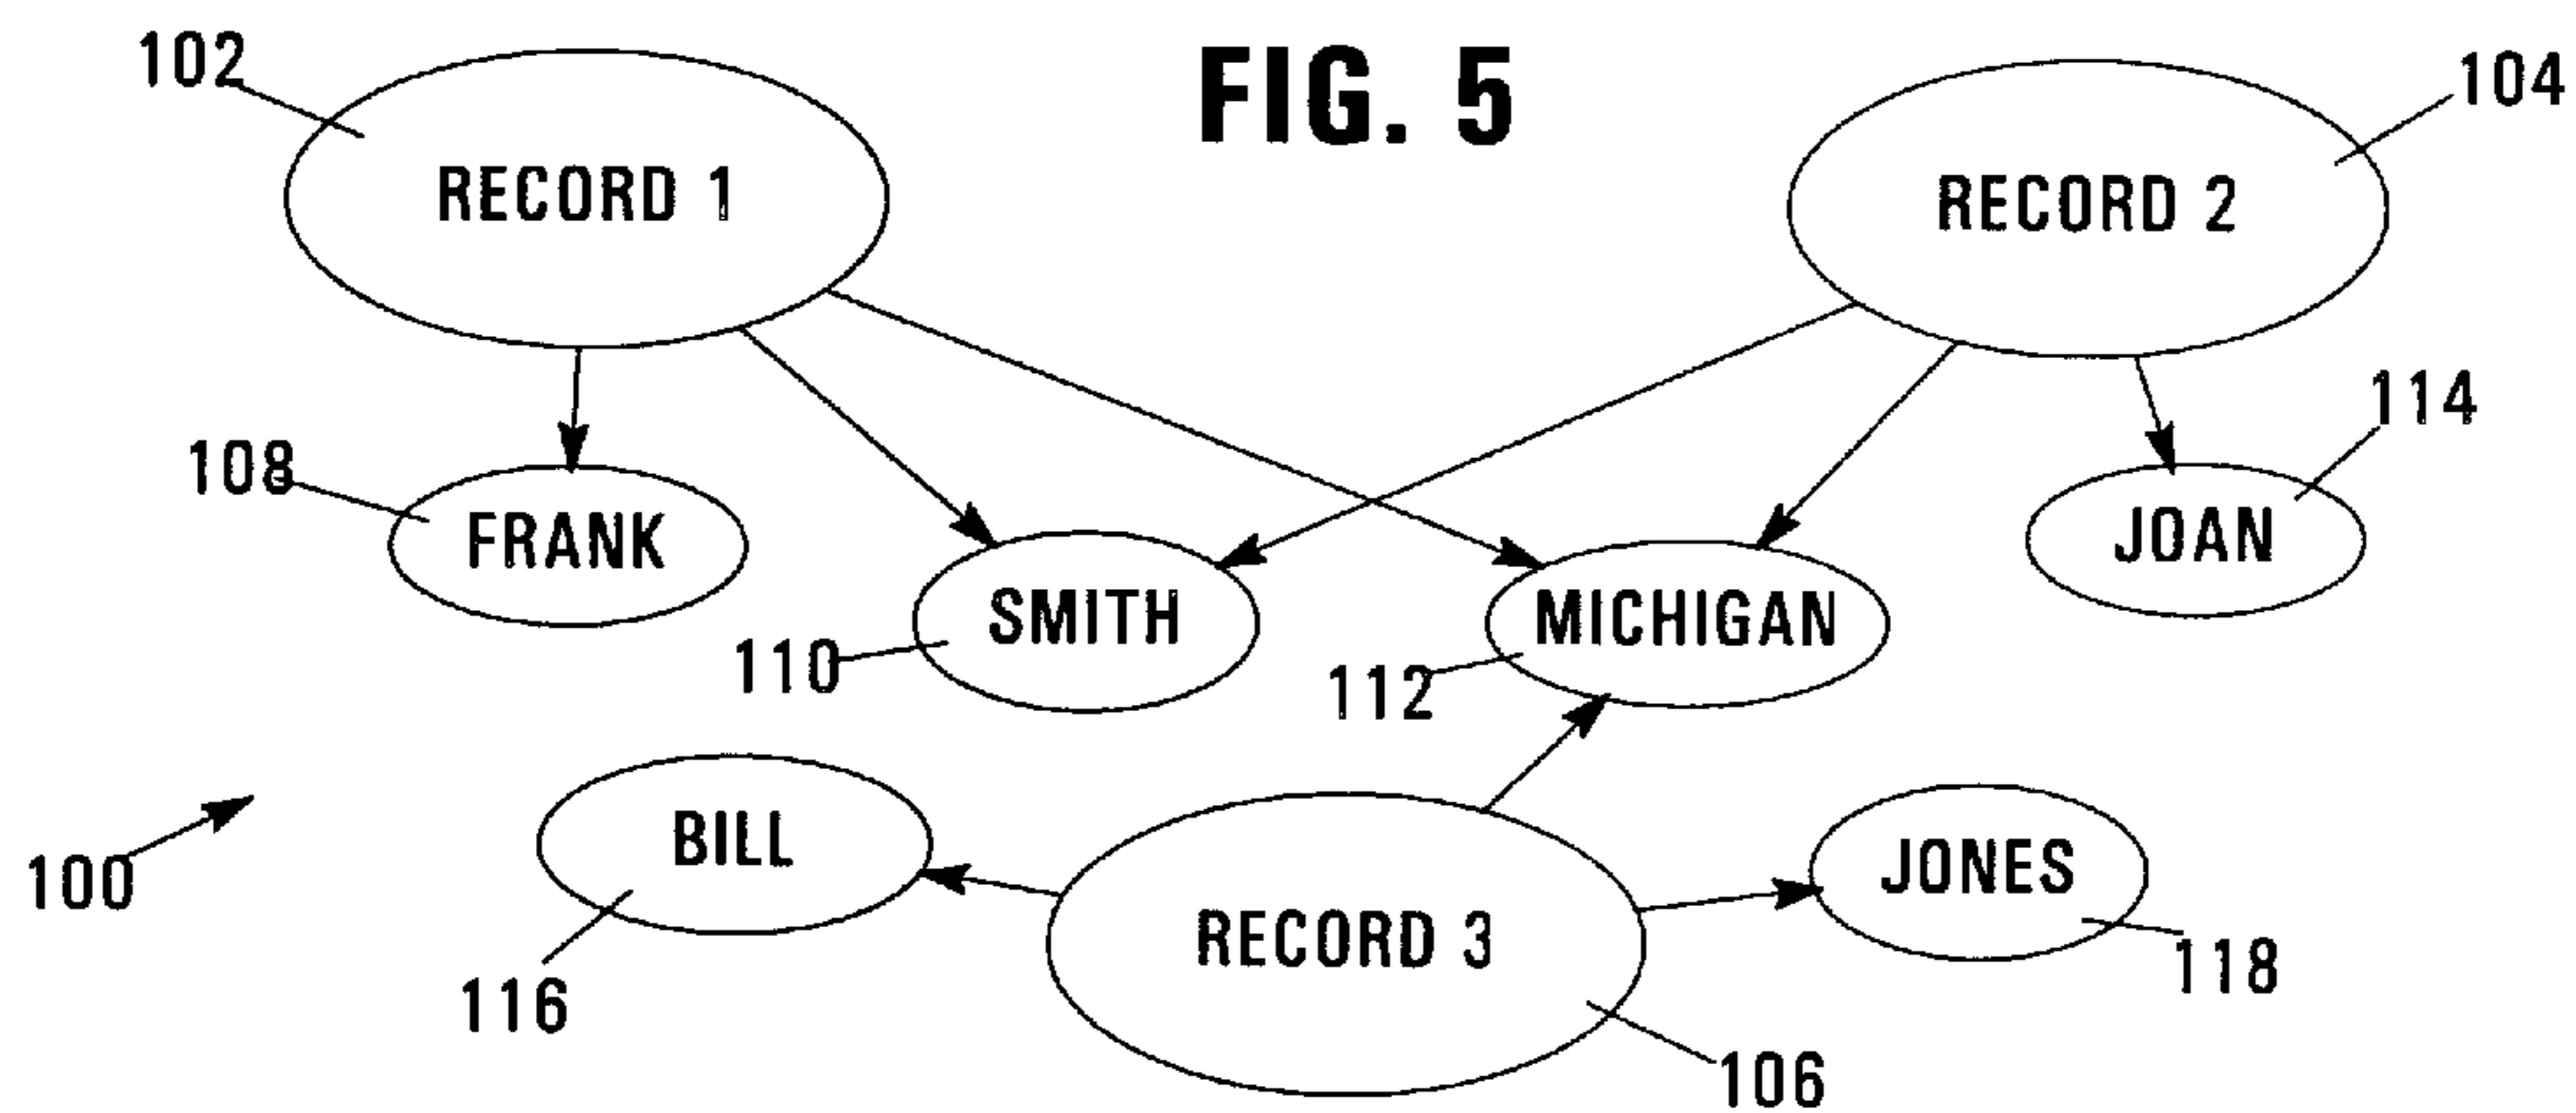 102
FIG. 5
104
RECORD 1
RECORD 2
114
108
FRANK
JOAN
SMITH
MICHIGAN
110
112
BILL
JONES
100
RECORD 3
118
116
106